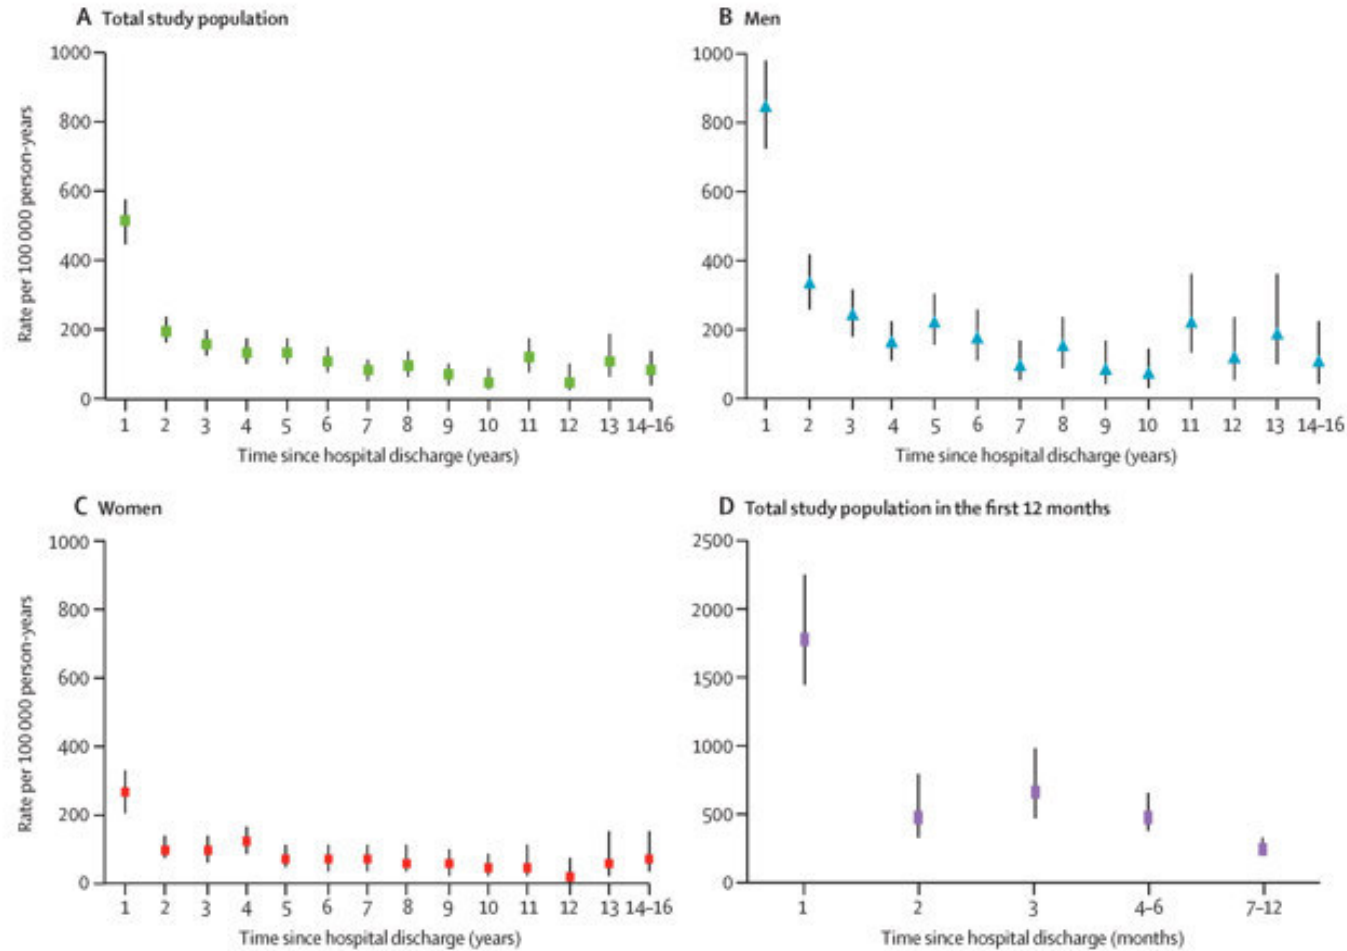 A Total study population
Rate per 100 000 person-years
1000
800
600
400
200
0
1 2 3 4 5 6 7 8 9 10 11 12 13 14–16
Time since hospital discharge (years)
B Men
1000
800
600
400
200
0
1 2 3 4 5 6 7 8 9 10 11 12 13 14–16
Time since hospital discharge (years)
C Women
Rate per 100 000 person-years
1000
800
600
400
200
0
1 2 3 4 5 6 7 8 9 10 11 12 13 14–16
Time since hospital discharge (years)
D Total study population in the first 12 months
2500
2000
1500
1000
500
0
1 2 3 4–6 7–12
Time since hospital discharge (months)